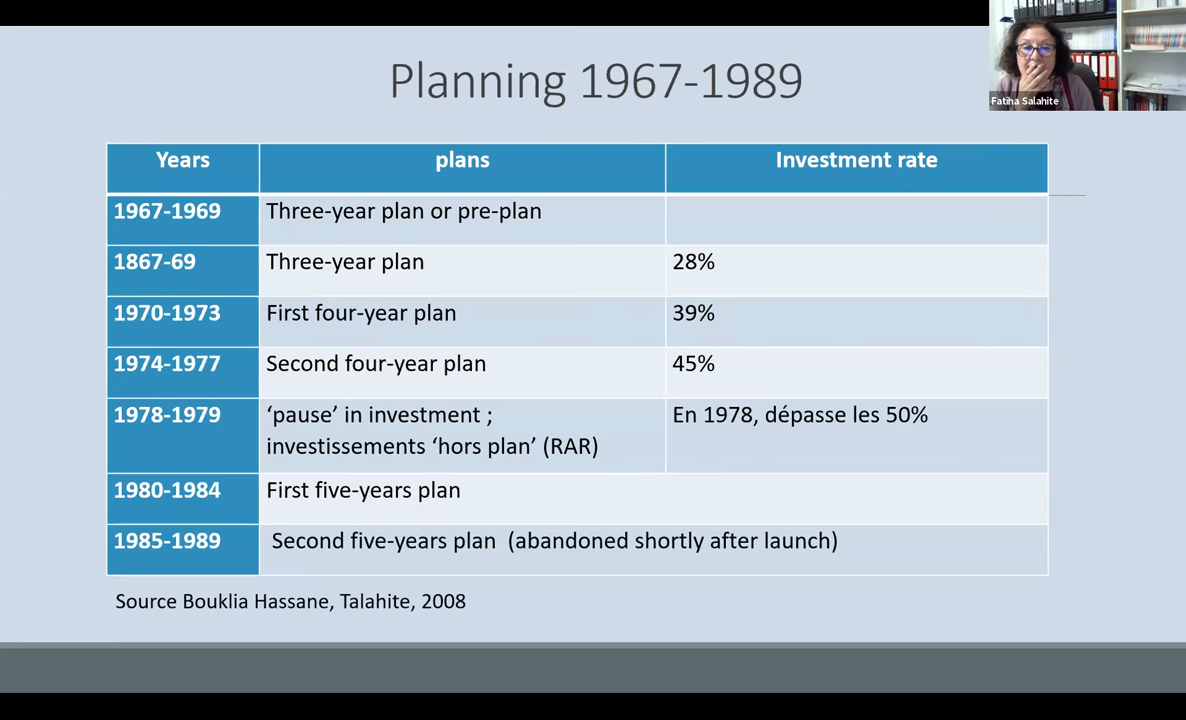 Planning 1967-1989
Fatiha Salahite
Years plans Investment rate
1967-1969 Three-year plan or pre-plan
1867-69 Three-year plan 28%
1970-1973 First four-year plan 39%
1974-1977 Second four-year plan 45%
1978-1979 ‘pause’ in investment ; En 1978, dépasse les 50%
investissements ‘hors plan’ (RAR)
1980-1984 First five-years plan
1985-1989 Second five-years plan (abandoned shortly after launch)
Source Bouklia Hassane, Talahite, 2008